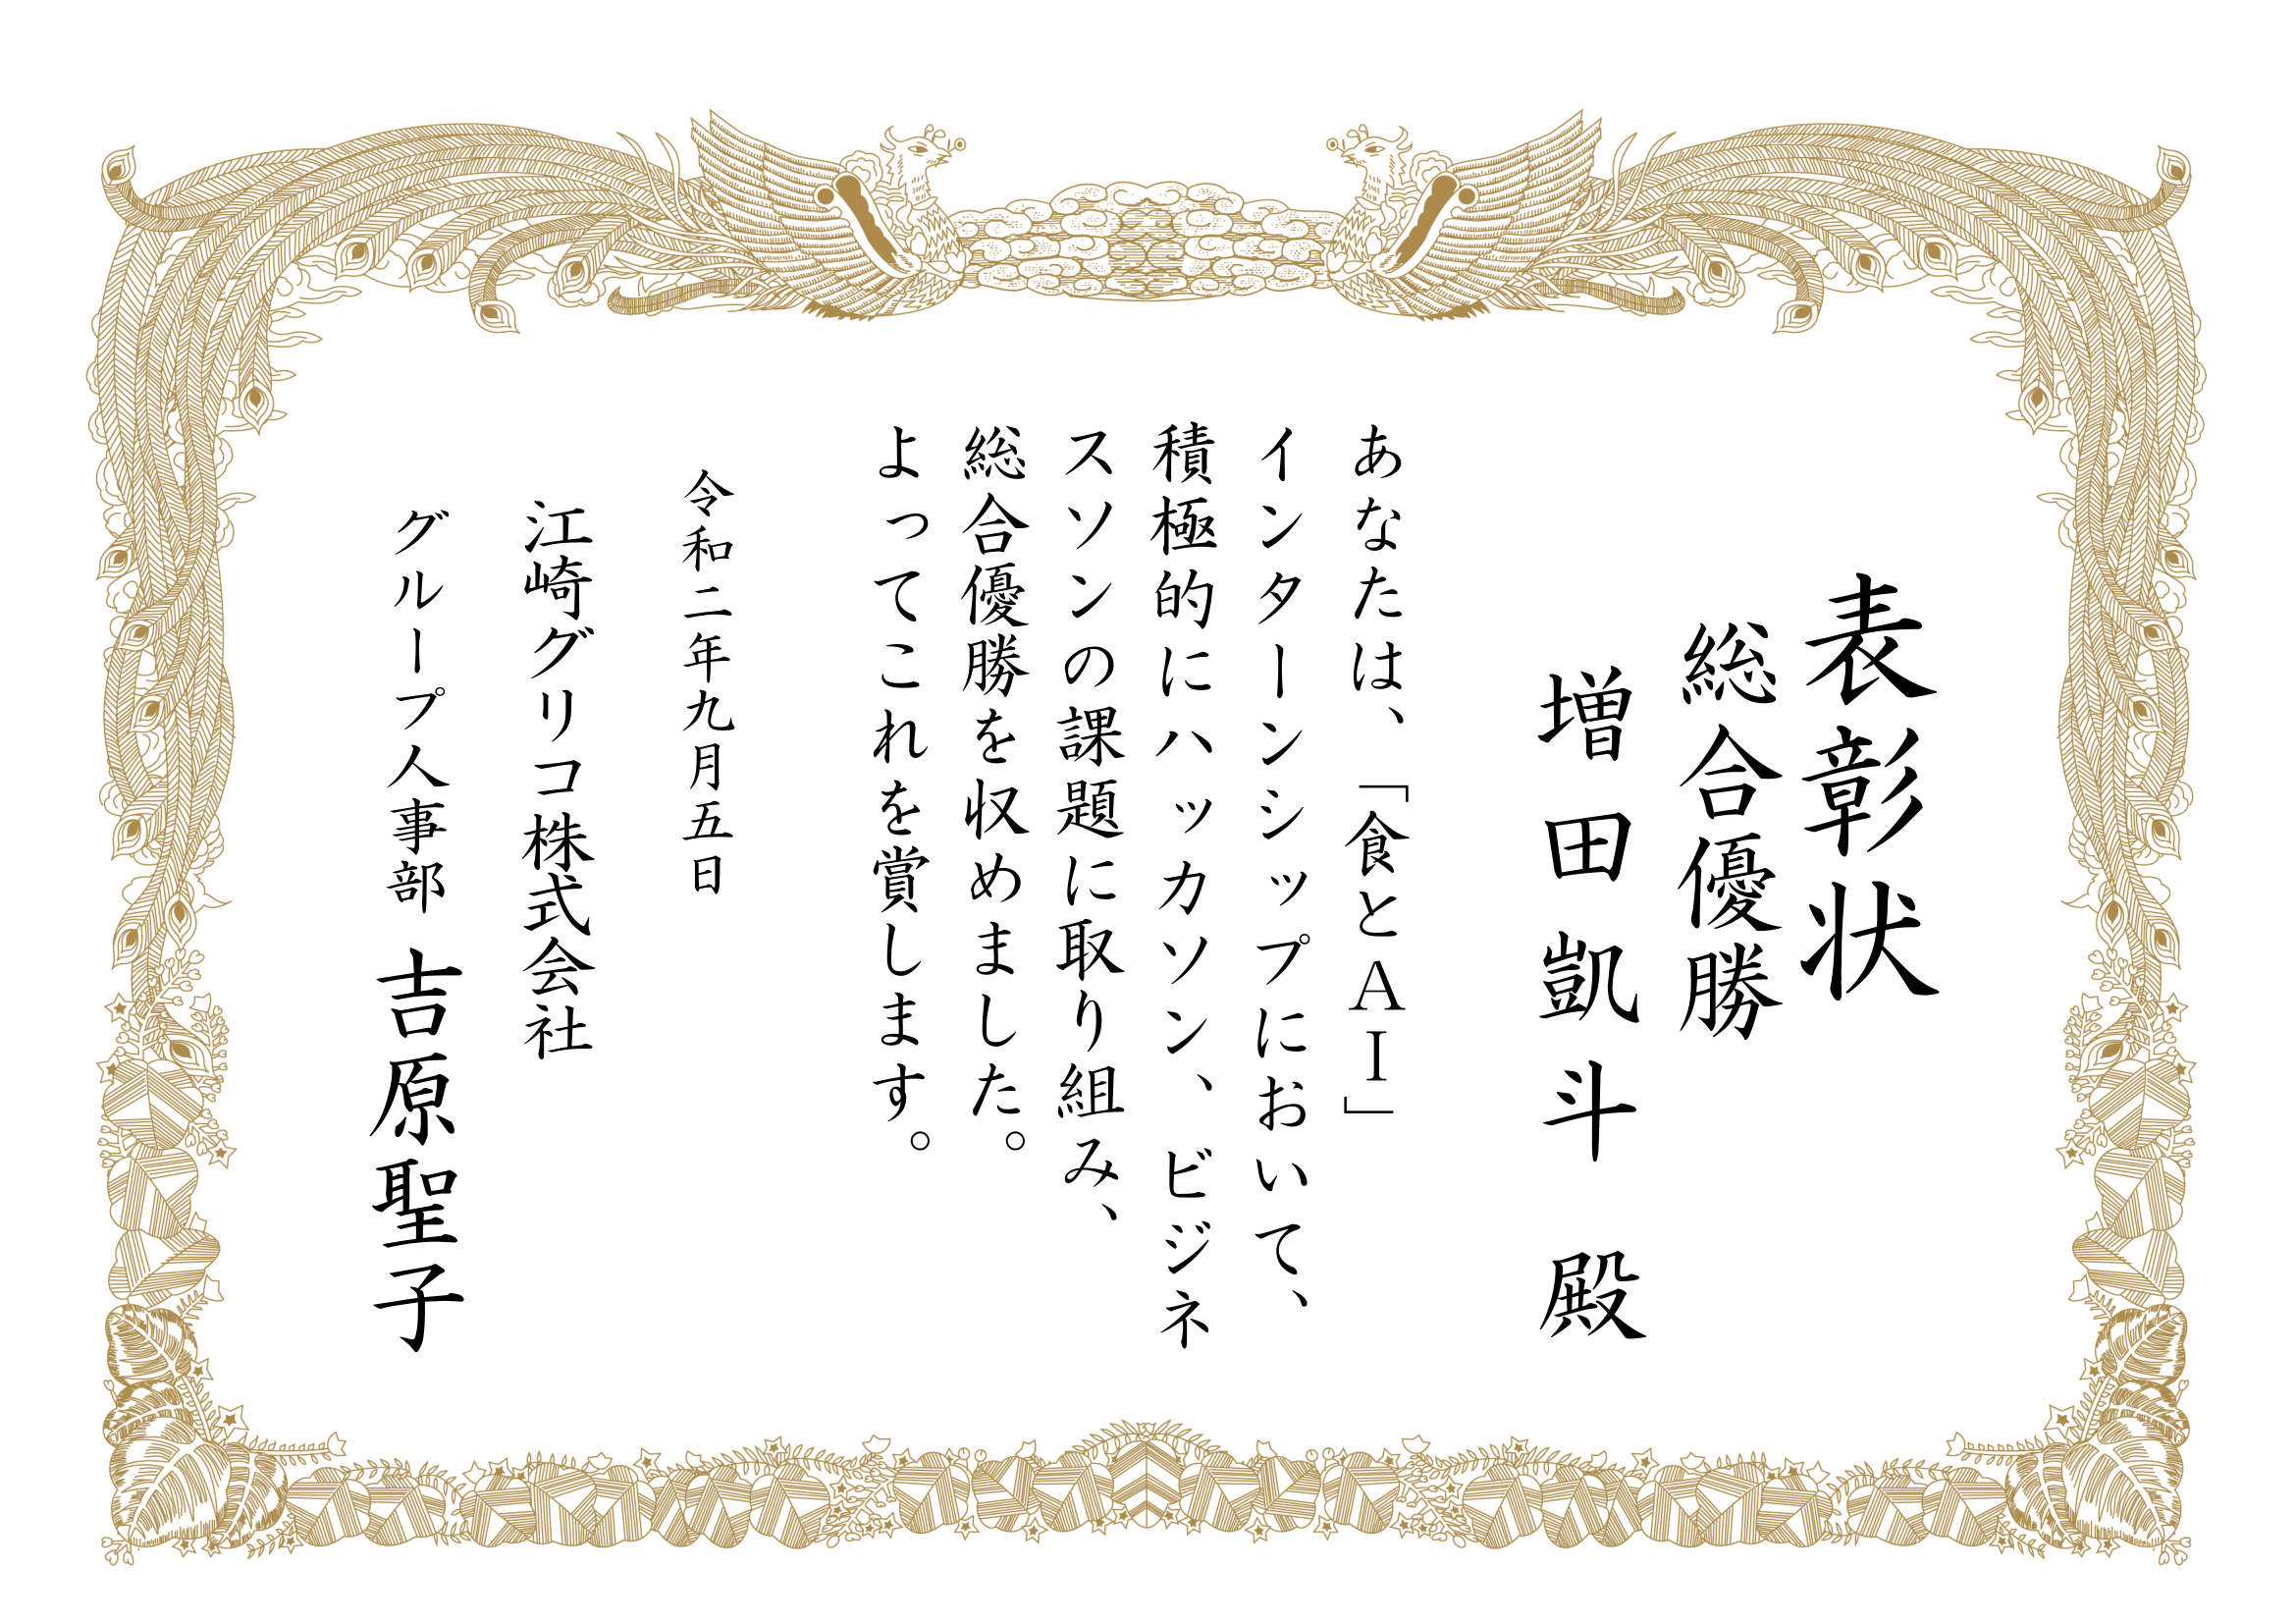 表彰状
総合優勝
増田凱斗 殿
あなたは、「食とＡＩ」
インターンシップにおいて、
積極的にハッカソン、ビジネ
スソンの課題に取り組み、
総合優勝を収めました。
よってこれを賞します。
令和二年九月五日
江崎グリコ株式会社
グループ人事部 吉原聖子